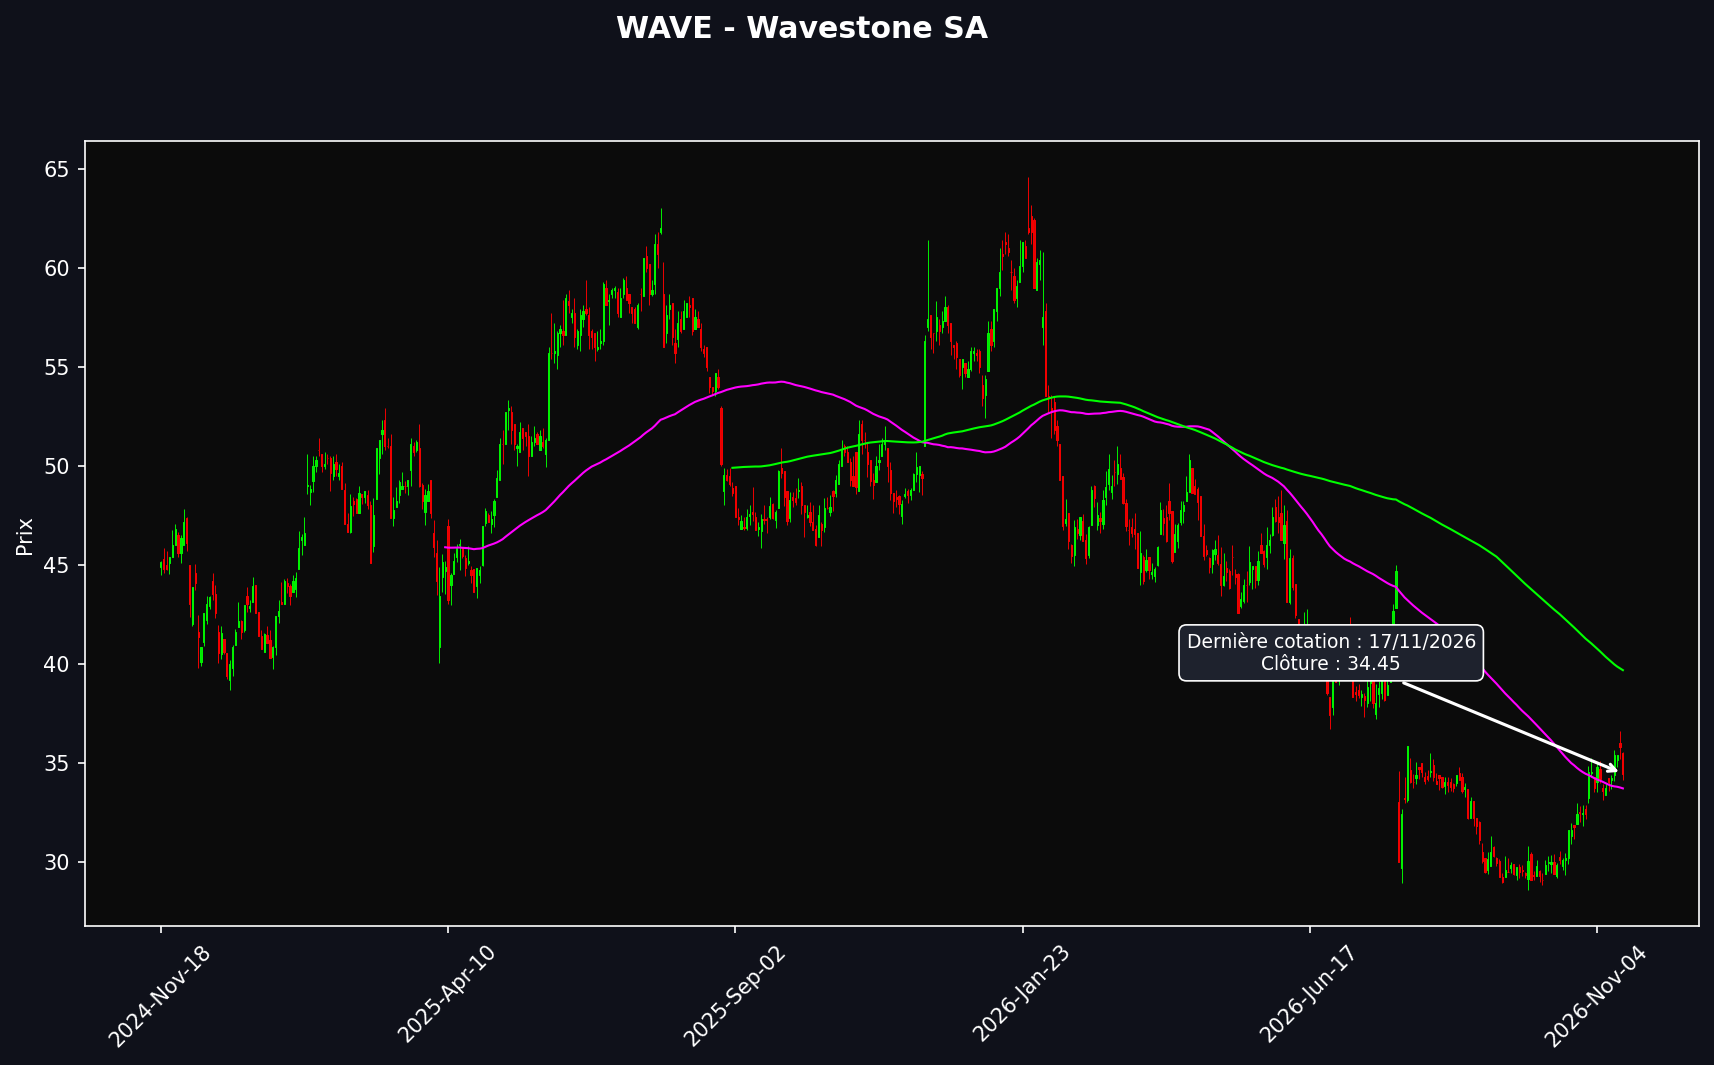 WAVE - Wavestone SA
Prix
65
60
55
50
45
40
35
30
Dernière cotation : 17/11/2026
Clôture : 34.45
2024-Nov-18
2025-Apr-10
2025-Sep-02
2026-Jan-23
2026-Jun-17
2026-Nov-04